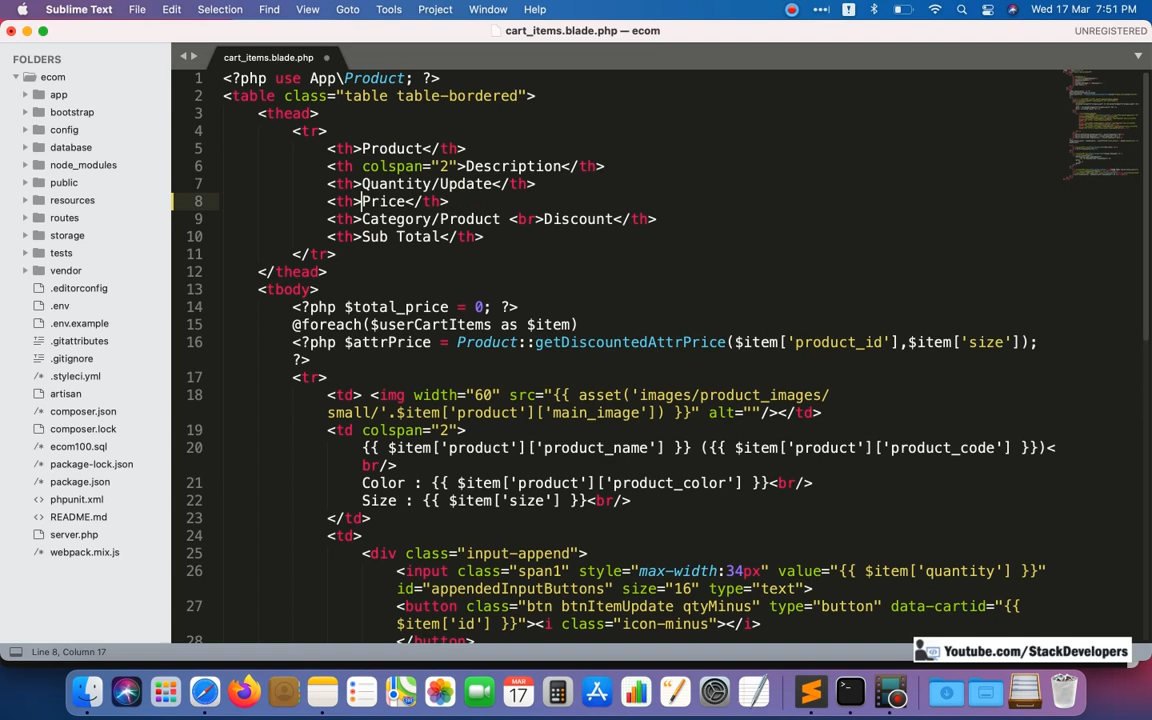 Sublime Text File Edit Selection Find View Goto Tools Project Window Help Wed 17 Mar 7:51 PM
cart_items.blade.php — ecom
UNREGISTERED
FOLDERS
ecom
app
bootstrap
config
database
node_modules
public
resources
routes
storage
tests
vendor
.editorconfig
.env
.env.example
.gitattributes
.gitignore
.styleci.yml
artisan
composer.json
composer.lock
ecom100.sql
package-lock.json
package.json
phpunit.xml
README.md
server.php
webpack.mix.js
cart_items.blade.php
1 <?php use App\Product; ?>
2 <table class="table table-bordered">
3 <thead>
4 <tr>
5 <th>Product</th>
6 <th colspan="2">Description</th>
7 <th>Quantity/Update</th>
8 <th>Price</th>
9 <th>Category/Product <br>Discount</th>
10 <th>Sub Total</th>
11 </tr>
12 </thead>
13 <tbody>
14 <?php $total_price = 0; ?>
15 @foreach($userCartItems as $item)
16 <?php $attrPrice = Product::getDiscountedAttrPrice($item['product_id'],$item['size']);
?>
17 <tr>
18 <td> <img width="60" src="{{ asset('images/product_images/
small/'.$item['product']['main_image']) }}" alt=""/></td>
19 <td colspan="2">
20 {{ $item['product']['product_name'] }} ({{ $item['product']['product_code'] }})<
br/>
21 Color : {{ $item['product']['product_color'] }}<br/>
22 Size : {{ $item['size'] }}<br/>
23 </td>
24 <td>
25 <div class="input-append">
26 <input class="span1" style="max-width:34px" value="{{ $item['quantity'] }}"
id="appendedInputButtons" size="16" type="text">
27 <button class="btn btnItemUpdate qtyMinus" type="button" data-cartid="{{
$item['id'] }}"><i class="icon-minus"></i>
28 </button>
Line 8, Column 17
Youtube.com/StackDevelopers
MAR
17